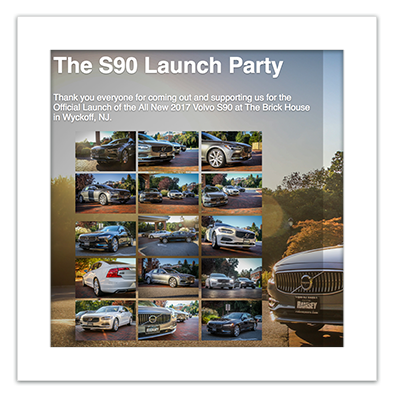 The S90 Launch Party
Thank you everyone for coming out and supporting us for the
Official Launch of the All New 2017 Volvo S90 at The Brick House
in Wyckoff, NJ.
RAMSEY